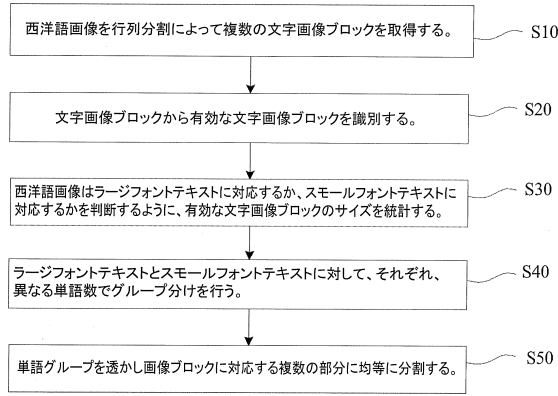 西洋語画像を行列分割によって複数の文字画像ブロックを取得する。
S10
文字画像ブロックから有効な文字画像ブロックを識別する。
S20
西洋語画像はラージフォントテキストに対応するか、スモールフォントテキストに
対応するかを判断するように、有効な文字画像ブロックのサイズを統計する。
S30
ラージフォントテキストとスモールフォントテキストに対して、それぞれ、
異なる単語数でグループ分けを行う。
S40
単語グループを透かし画像ブロックに対応する複数の部分に均等に分割する。
S50